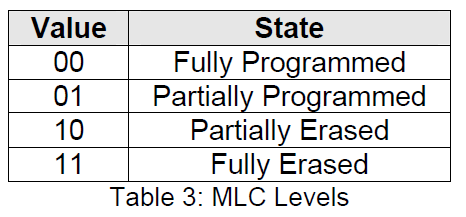 Value State
00 Fully Programmed
01 Partially Programmed
10 Partially Erased
11 Fully Erased
Table 3: MLC Levels